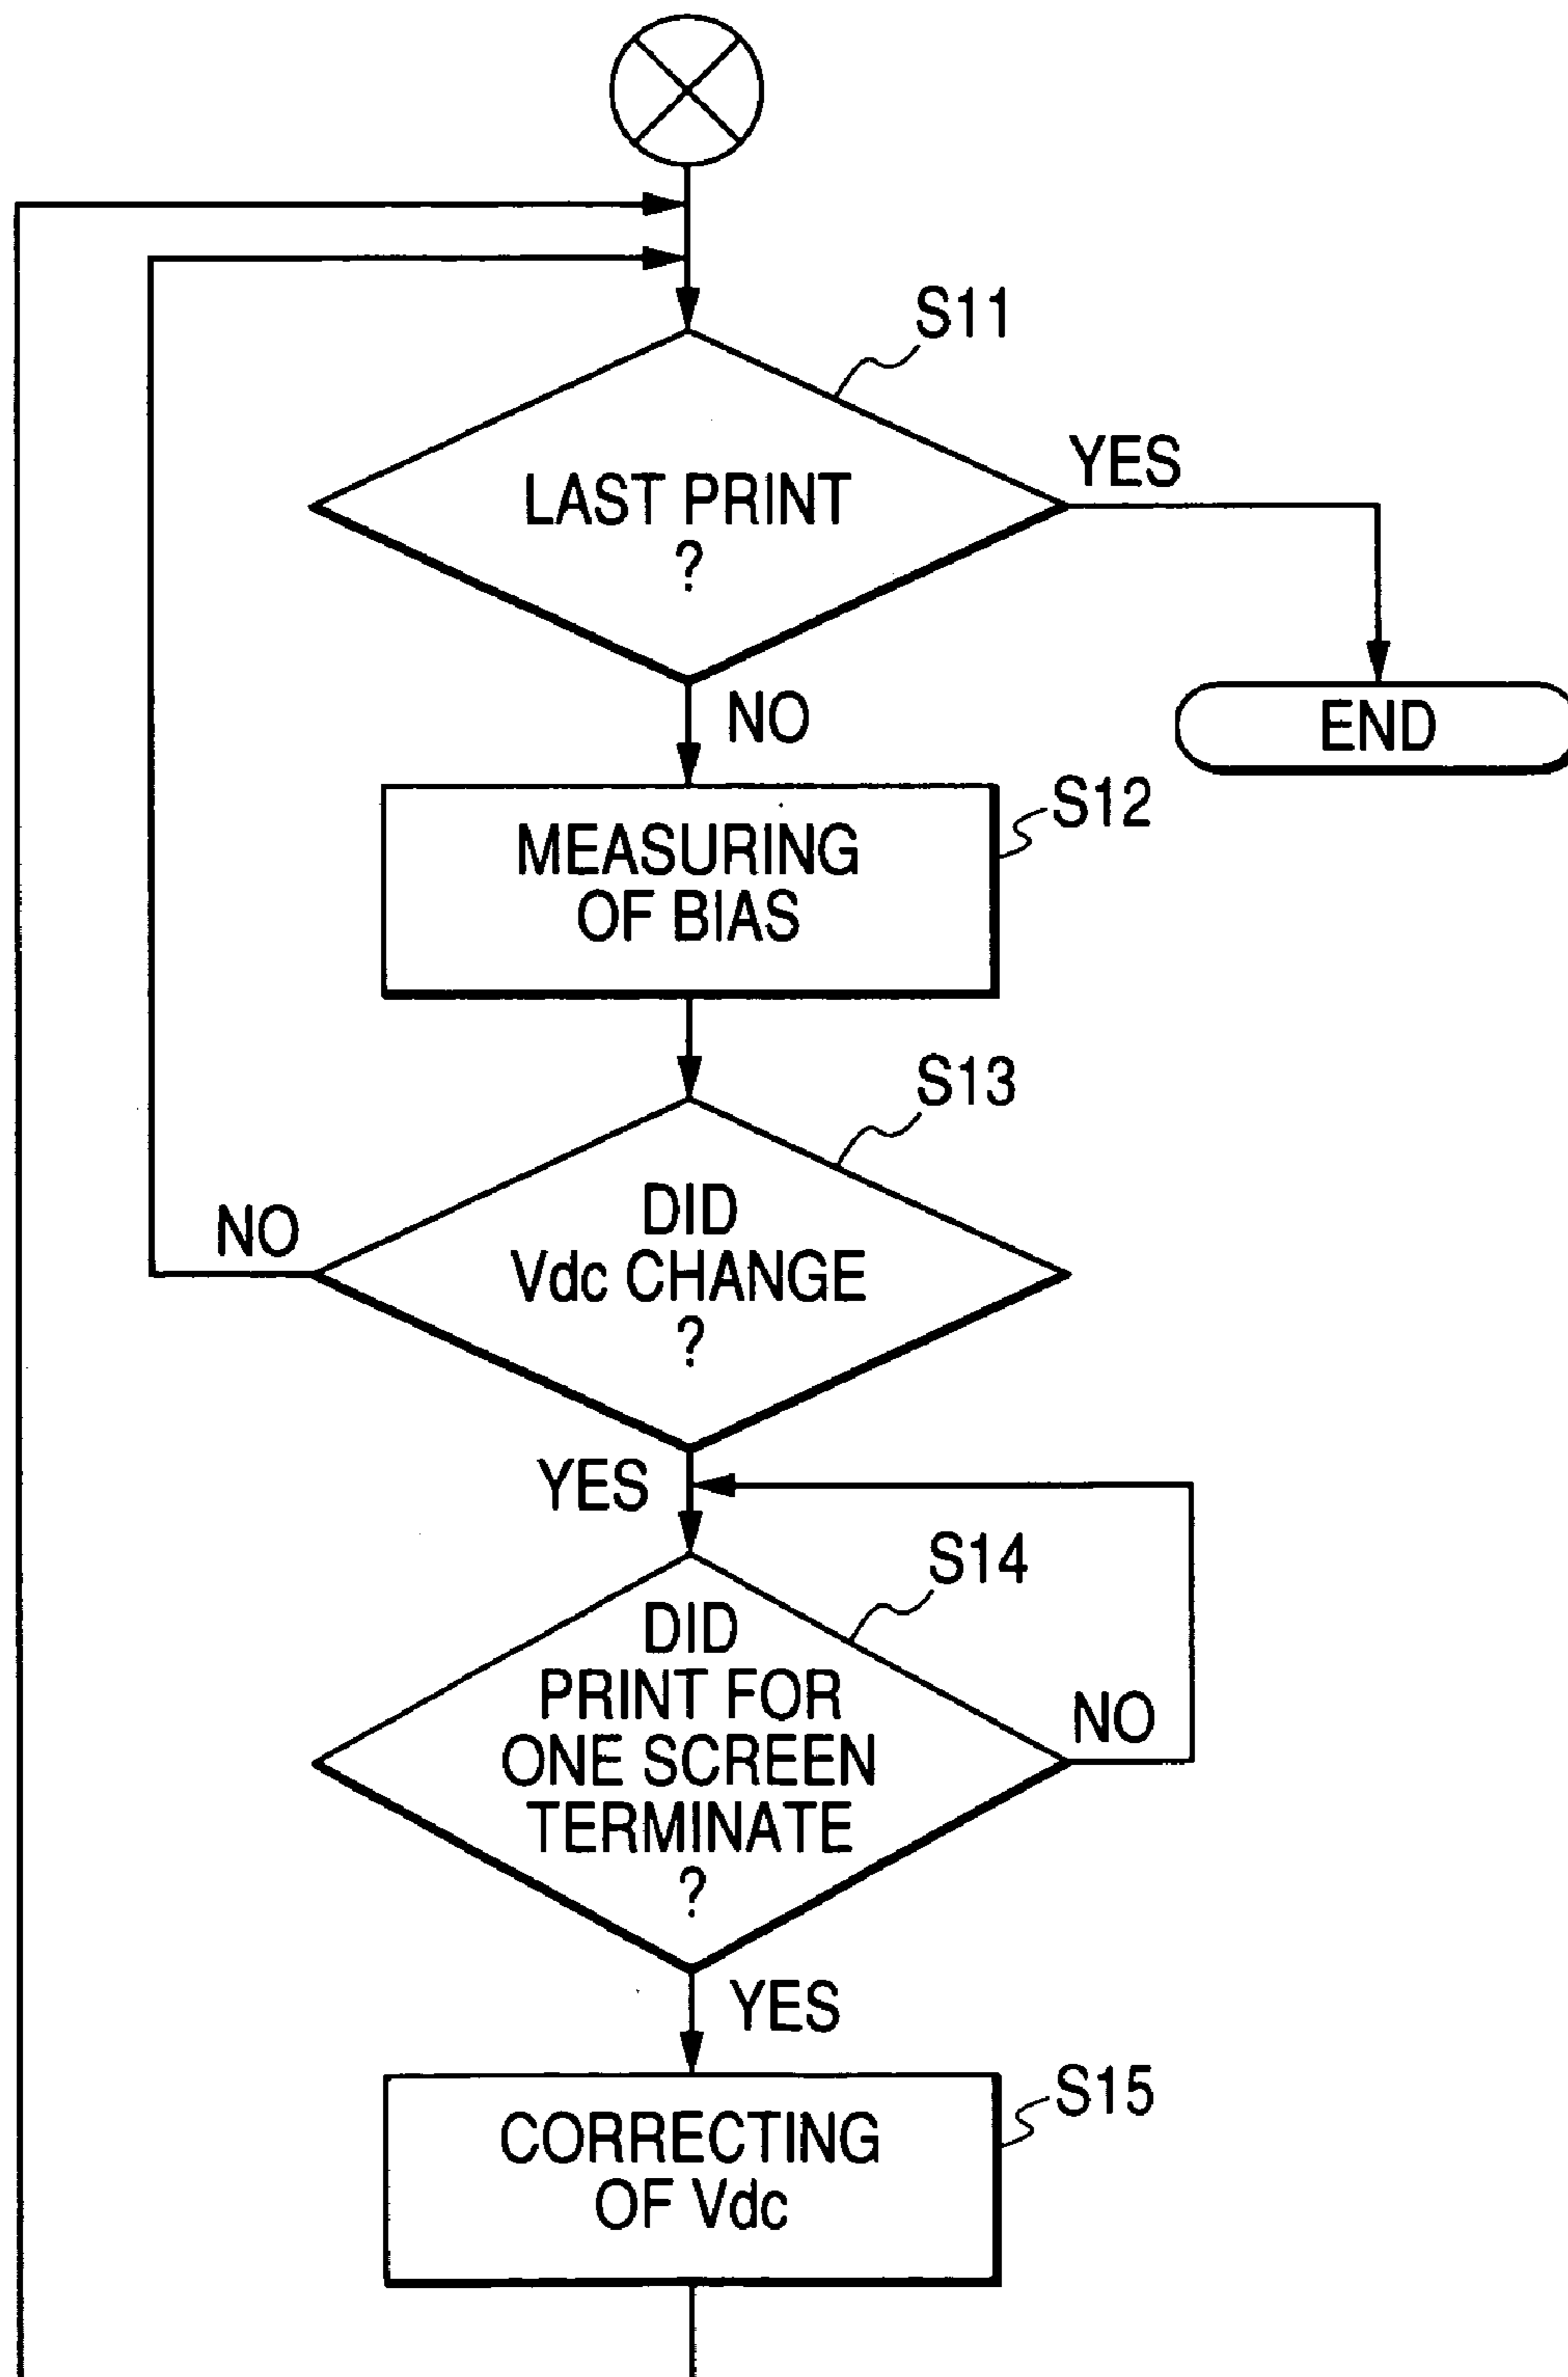 S11
YES
LAST PRINT
?
NO
END
S12
MEASURING
OF BIAS
S13
NO
DID
Vdc CHANGE
?
YES
S14
DID
PRINT FOR
ONE SCREEN
TERMINATE
?
NO
YES
S15
CORRECTING
OF Vdc